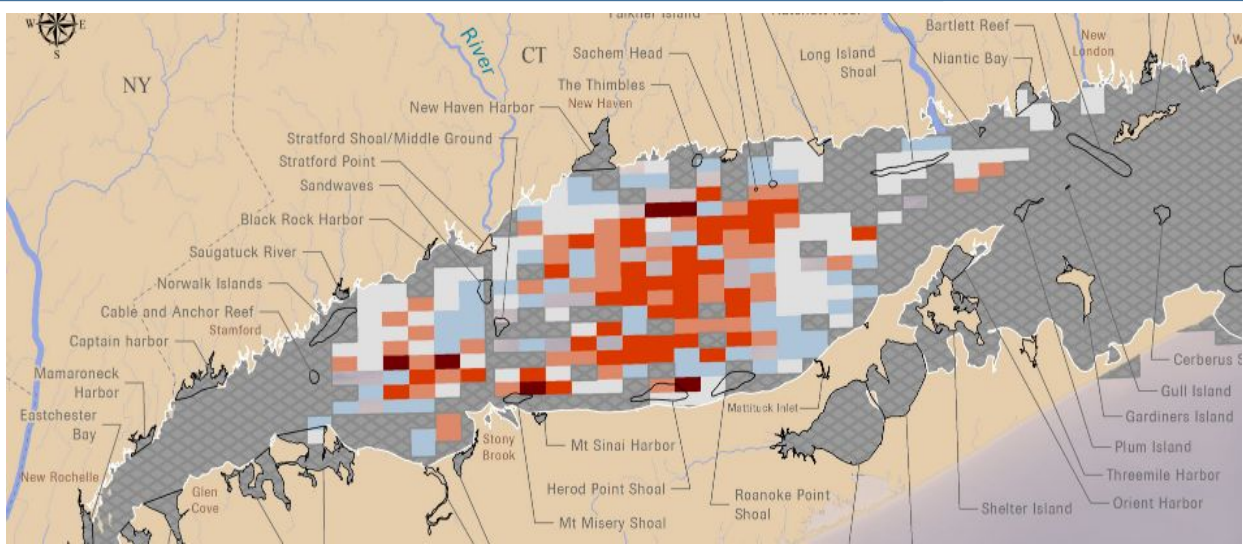 N
W
E
S
NY
River
CT
Falkner Island
Bartlett Reef
New
London
Sachem Head
Long Island
Shoal
Niantic Bay
The Thimbles
New Haven Harbor
New Haven
Stratford Shoal/Middle Ground
Stratford Point
Sandwaves
Black Rock Harbor
Saugatuck River
Norwalk Islands
Cable and Anchor Reef
Stamford
Captain harbor
Mamaroneck
Harbor
Eastchester
Bay
New Rochelle
Glen
Cove
Stony
Brook
Mt Sinai Harbor
Herod Point Shoal
Mt Misery Shoal
Roanoke Point
Shoal
Mattituck Inlet
Cerberus S
Gull Island
Gardiners Island
Plum Island
Threemile Harbor
Orient Harbor
Shelter Island